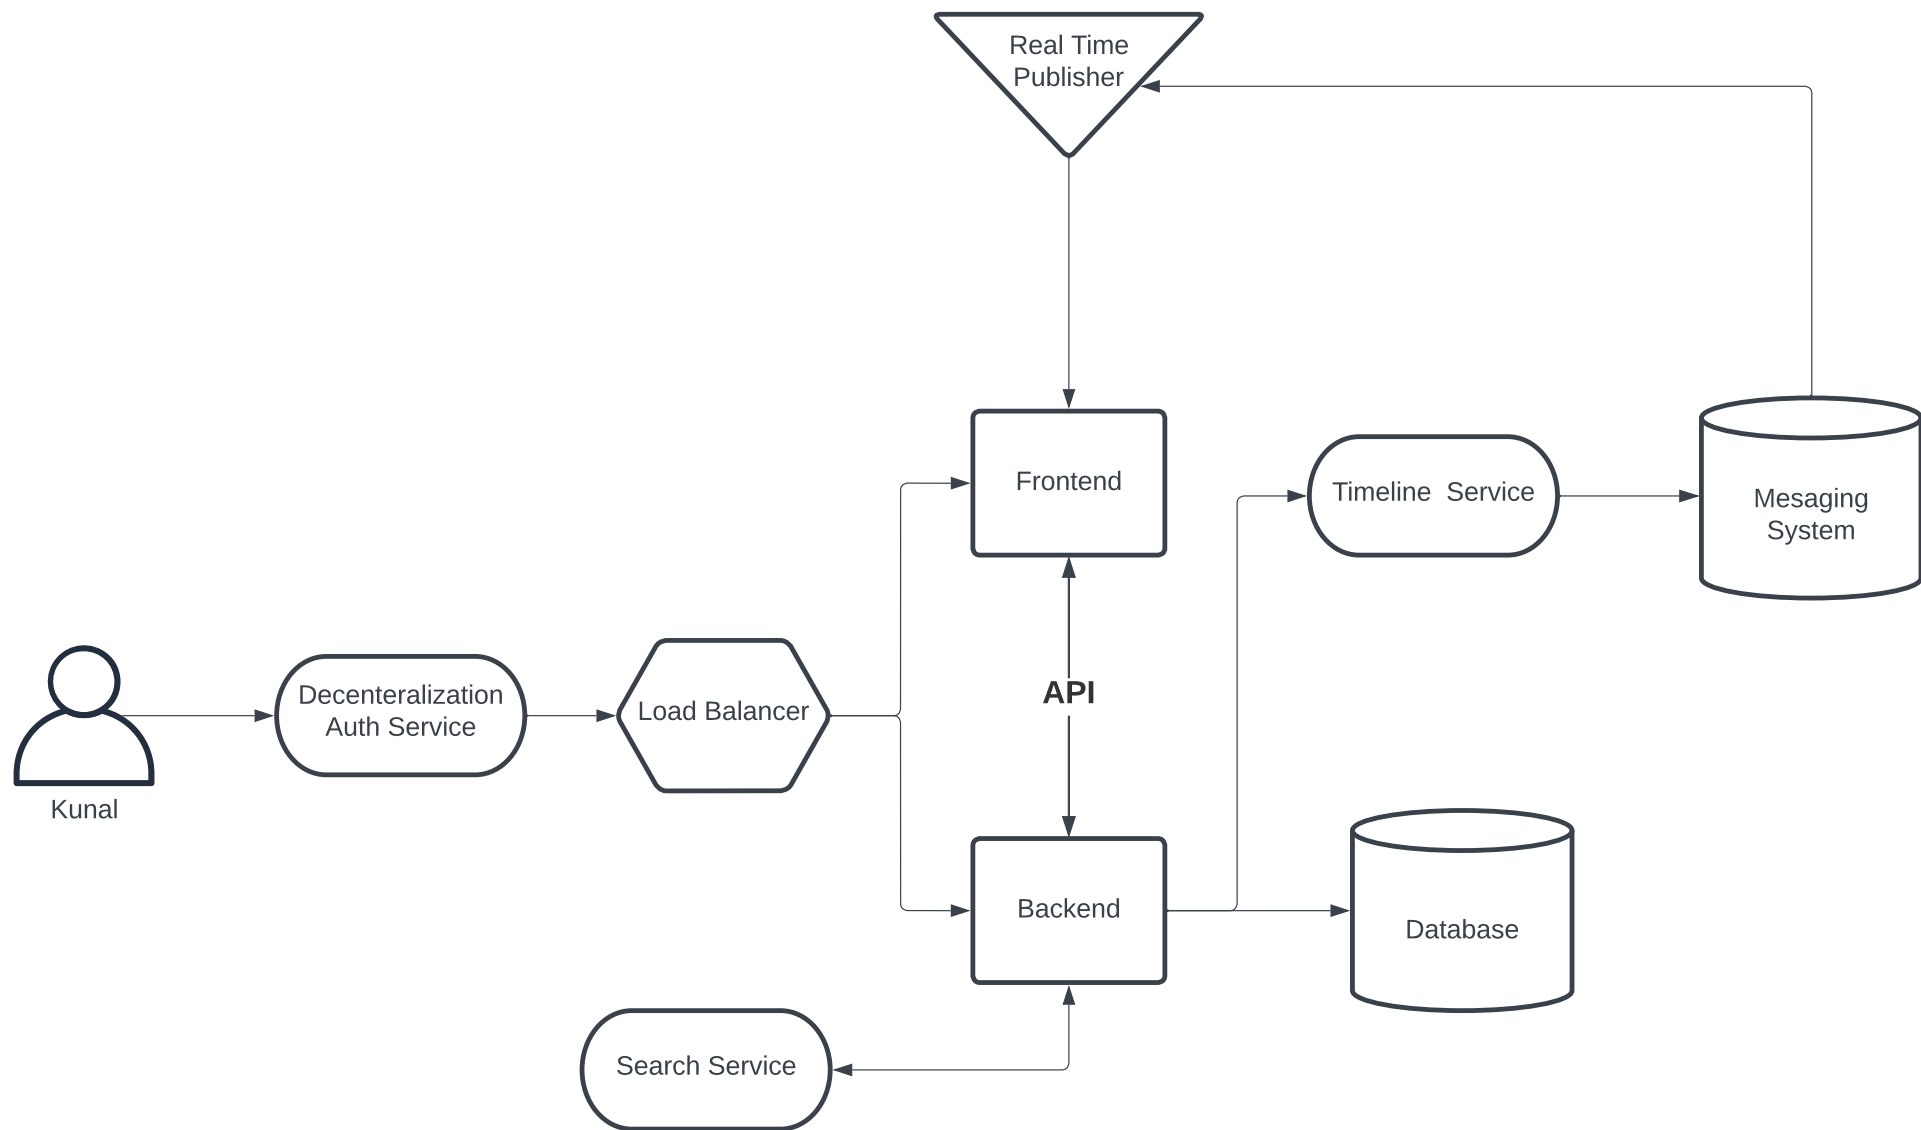 Real Time
Publisher
Frontend
Timeline  Service
Mesaging
System
Decenteralization
Auth Service
Load Balancer
API
Kunal
Backend
Database
Search Service